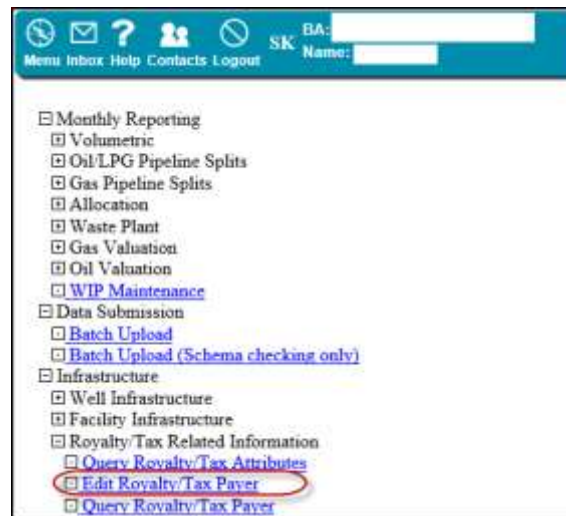 SK BA:
Name:
Menu Inbox Help Contacts Logout
Monthly Reporting
Volumetric
Oil/LPG Pipeline Splits
Gas Pipeline Splits
Allocation
Waste Plant
Gas Valuation
Oil Valuation
WIP Maintenance
Data Submission
Batch Upload
Batch Upload (Schema checking only)
Infrastructure
Well Infrastructure
Facility Infrastructure
Royalty/Tax Related Information
Query Royalty/Tax Attributes
Edit Royalty/Tax Payer
Query Royalty/Tax Payer